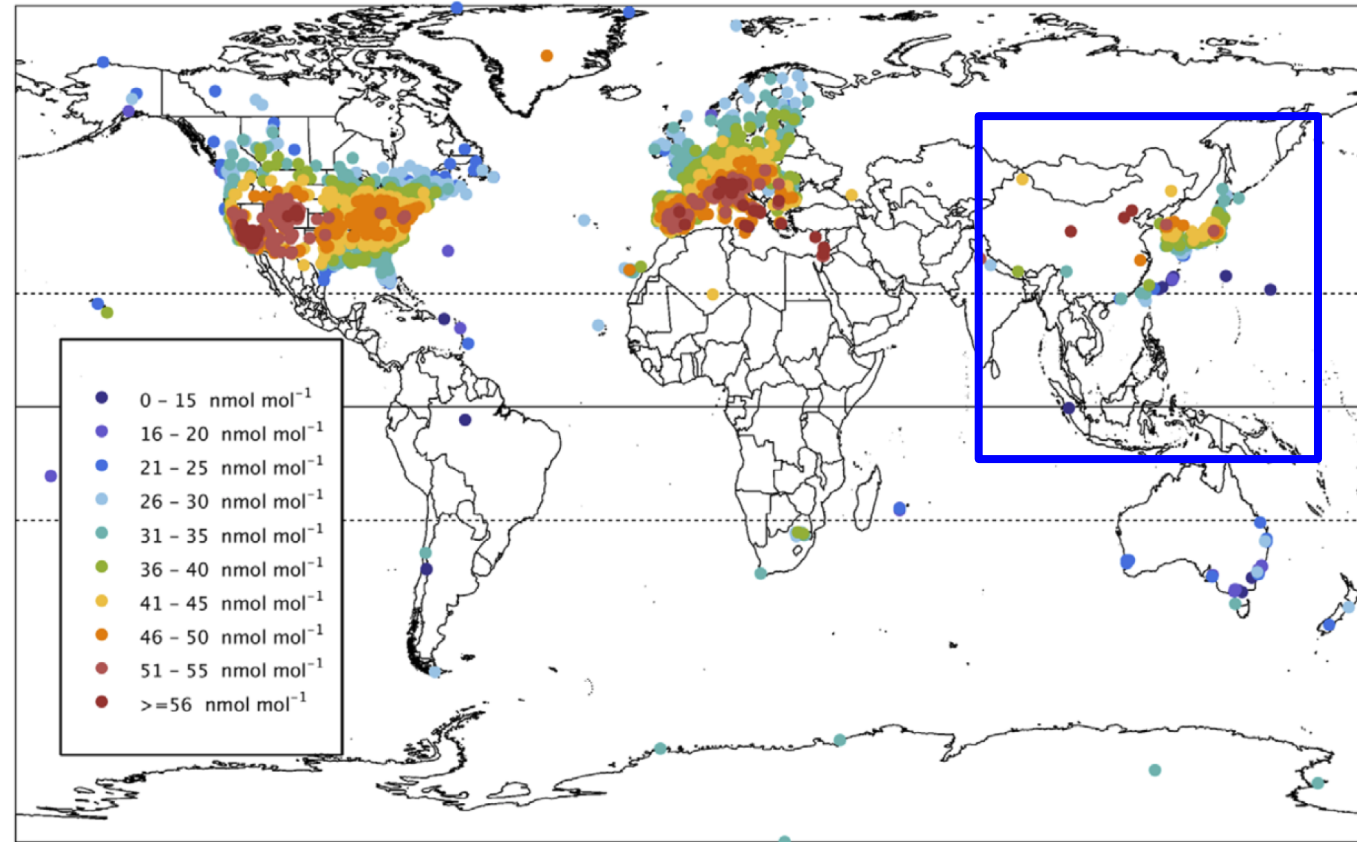 0 – 15 nmol mol⁻¹
16 – 20 nmol mol⁻¹
21 – 25 nmol mol⁻¹
26 – 30 nmol mol⁻¹
31 – 35 nmol mol⁻¹
36 – 40 nmol mol⁻¹
41 – 45 nmol mol⁻¹
46 – 50 nmol mol⁻¹
51 – 55 nmol mol⁻¹
>=56 nmol mol⁻¹